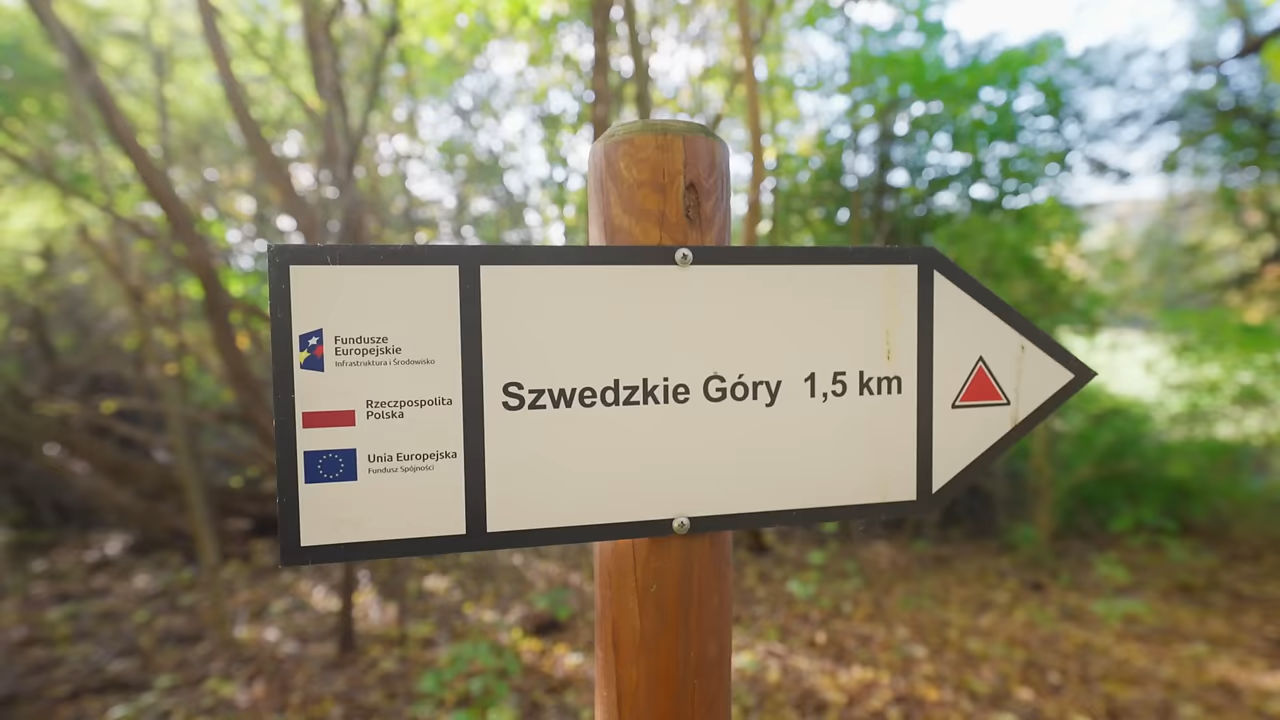 Fundusze
Europejskie
Infrastruktura i Środowisko
Rzeczpospolita
Polska
Unia Europejska
Fundusz Spójności
Szwedzkie Góry 1,5 km